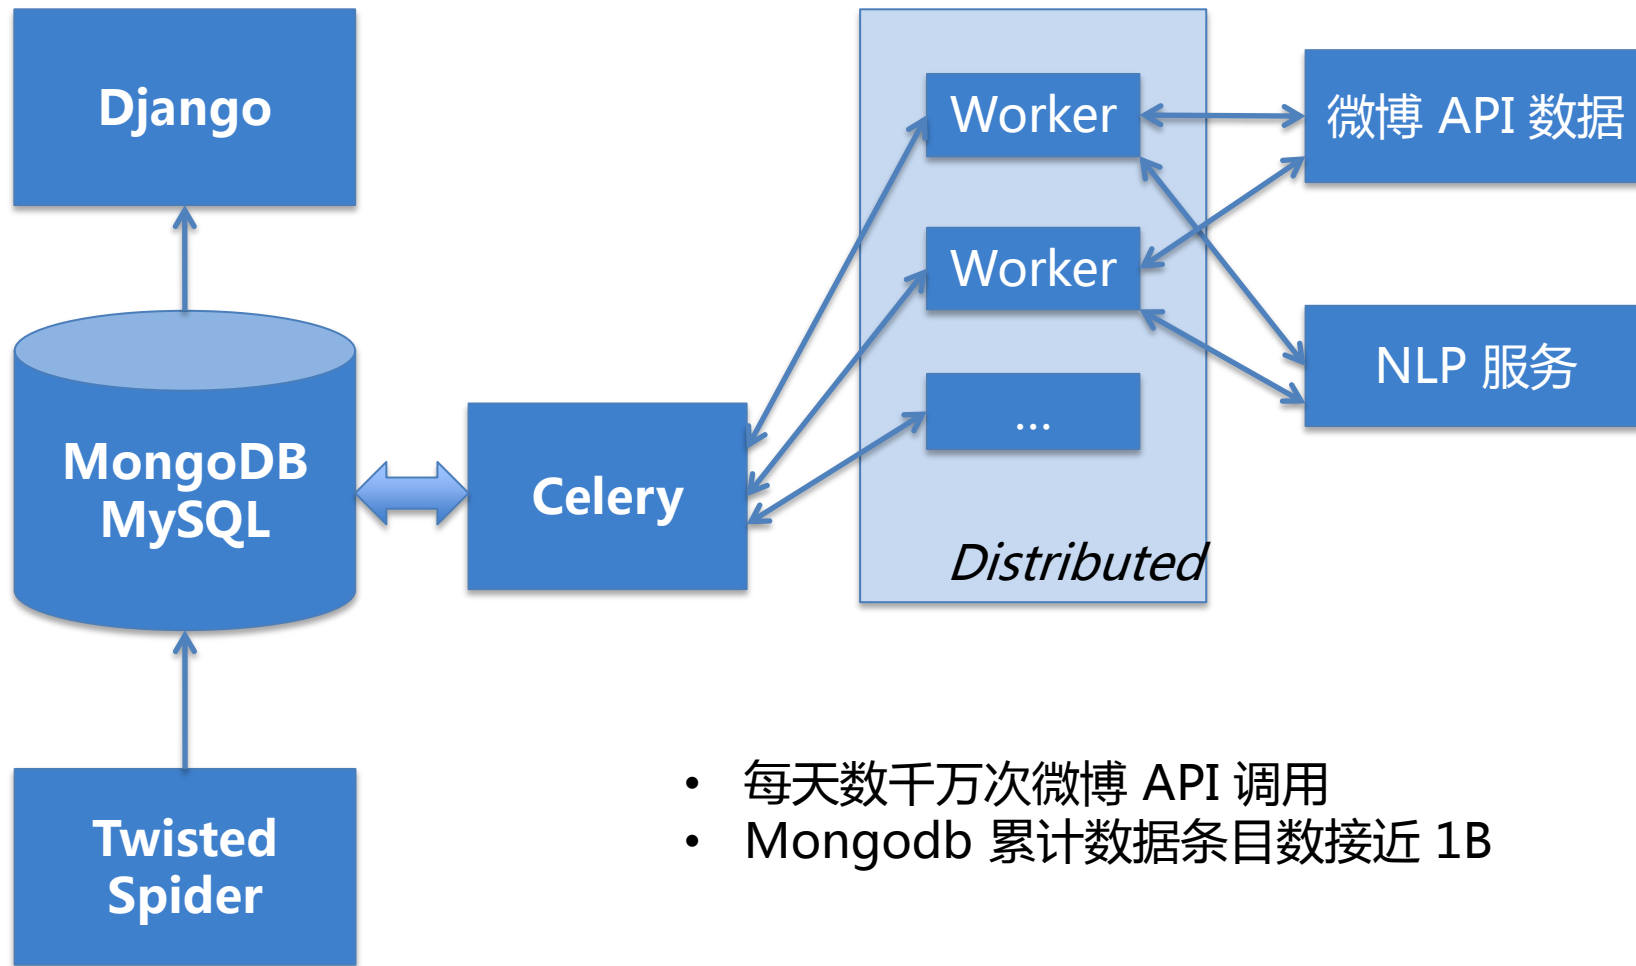 Django
MongoDB
MySQL
Twisted
Spider
Celery
Worker
Worker
...
Distributed
微博 API 数据
NLP 服务
• 每天数千万次微博 API 调用
• Mongodb 累计数据条目数接近 1B